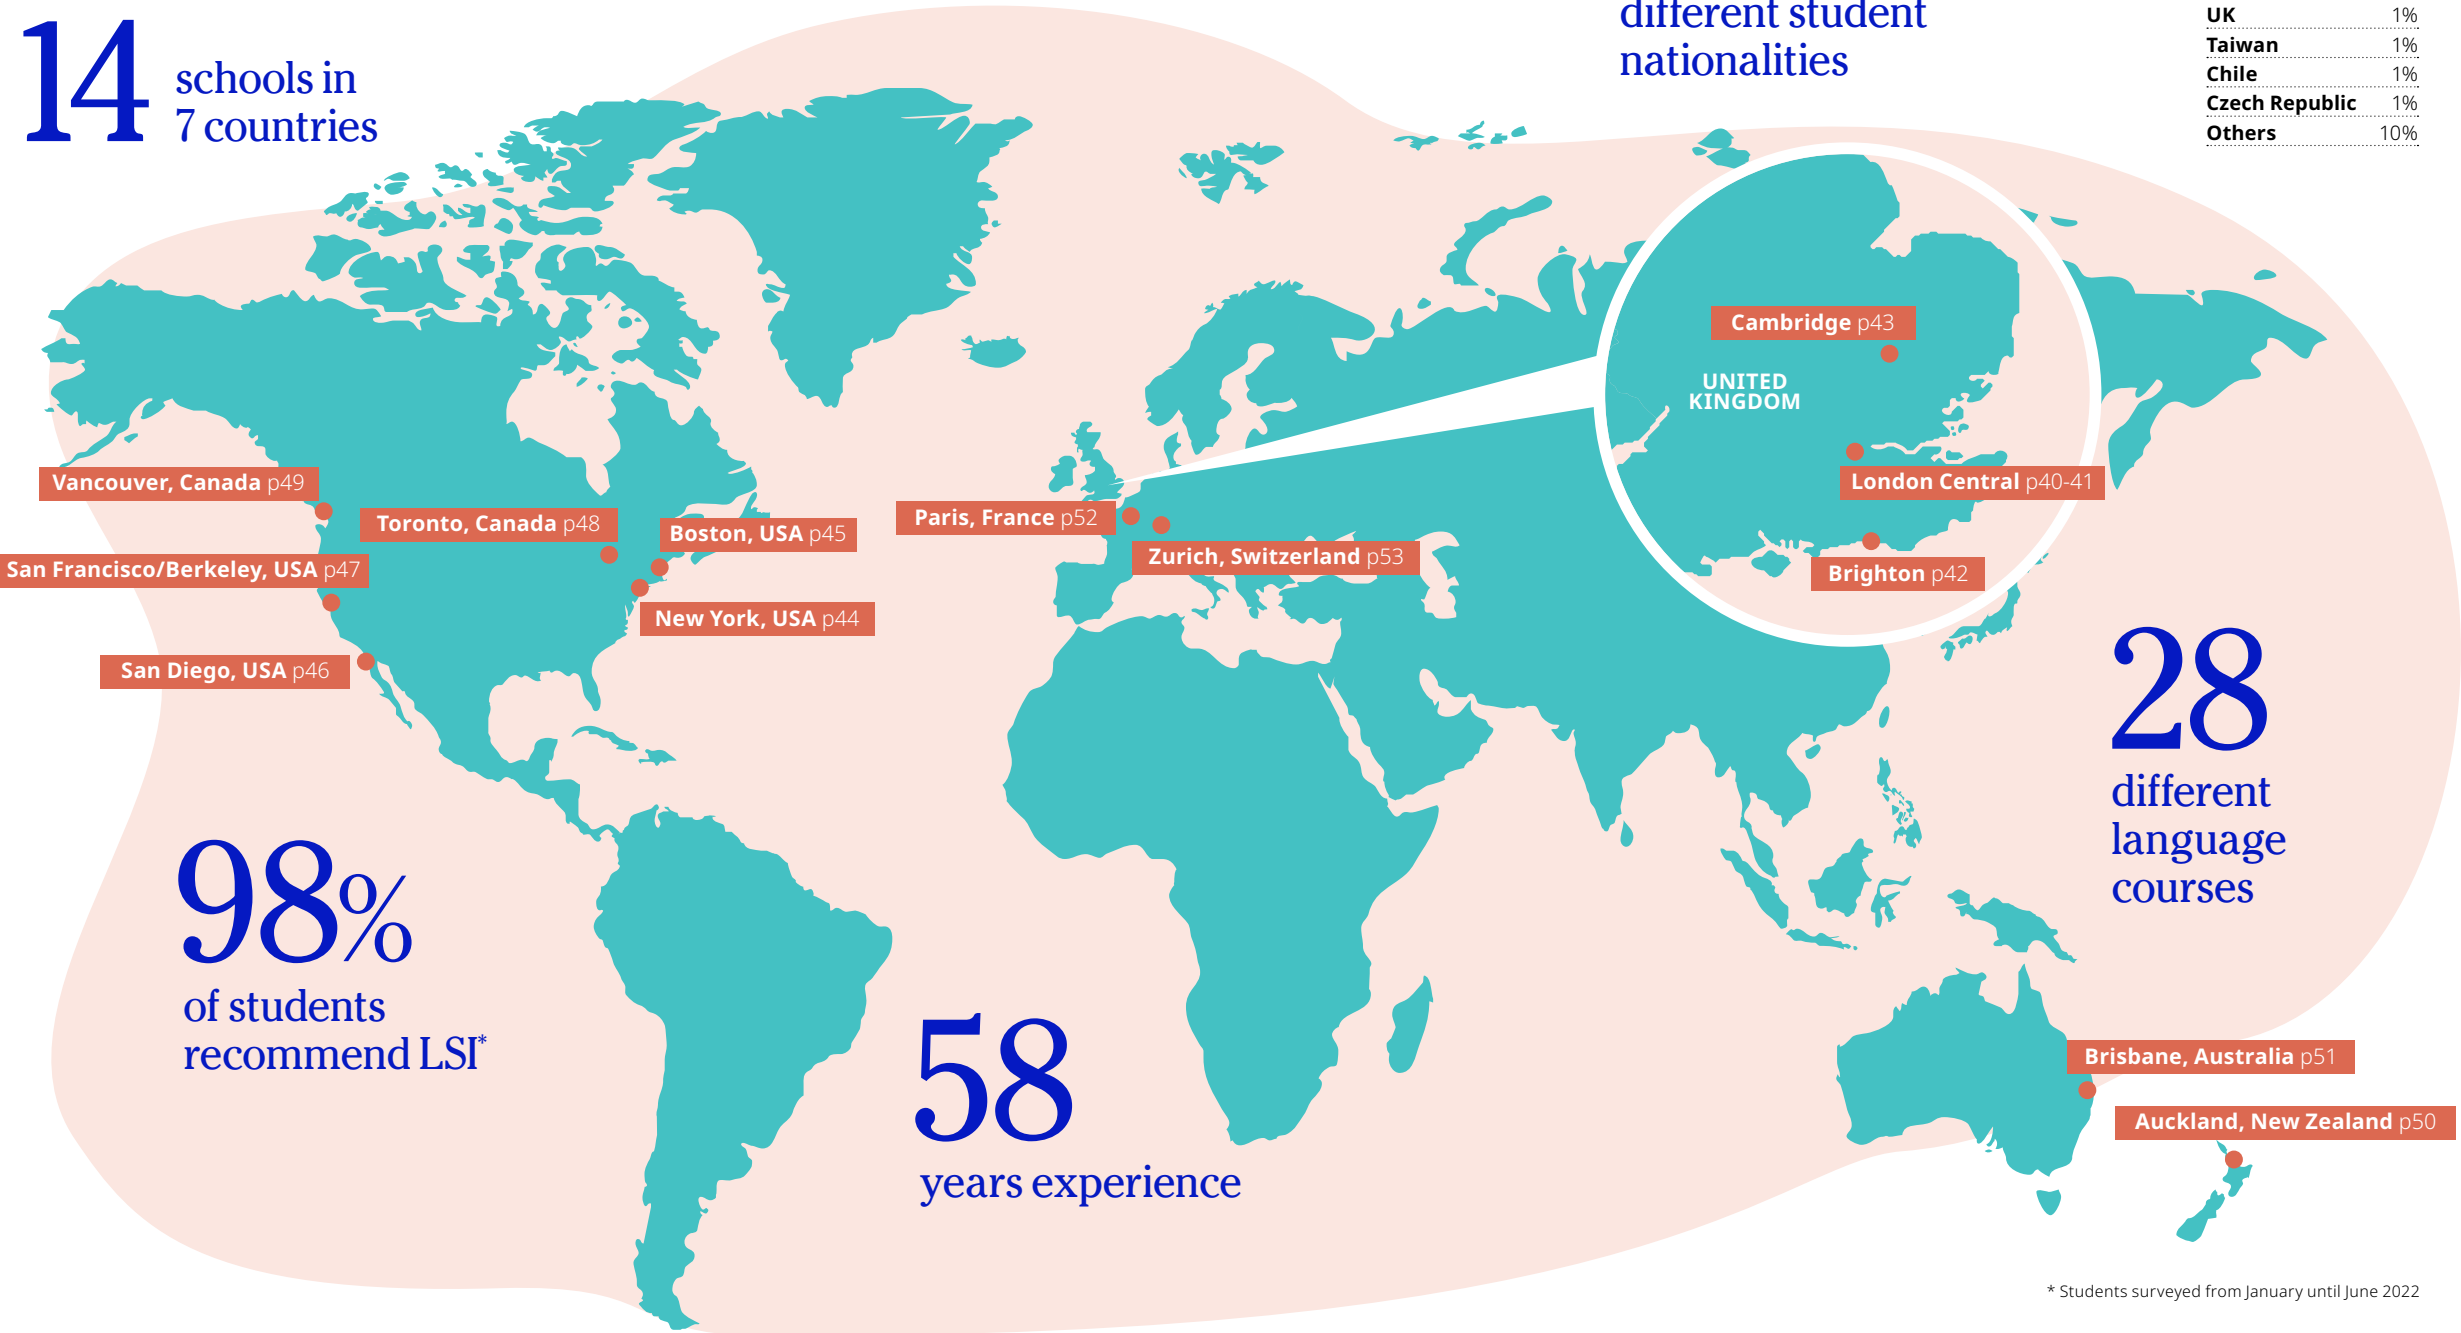 14
schools in
7 countries
different student
nationalities
UK 1%
Taiwan 1%
Chile 1%
Czech Republic 1%
Others 10%
Cambridge p43
UNITED
KINGDOM
London Central p40-41
Brighton p42
Vancouver, Canada p49
Toronto, Canada p48
Boston, USA p45
San Francisco/Berkeley, USA p47
New York, USA p44
San Diego, USA p46
Paris, France p52
Zurich, Switzerland p53
28
different
language
courses
98%
of students
recommend LSI*
58
years experience
Brisbane, Australia p51
Auckland, New Zealand p50
* Students surveyed from January until June 2022